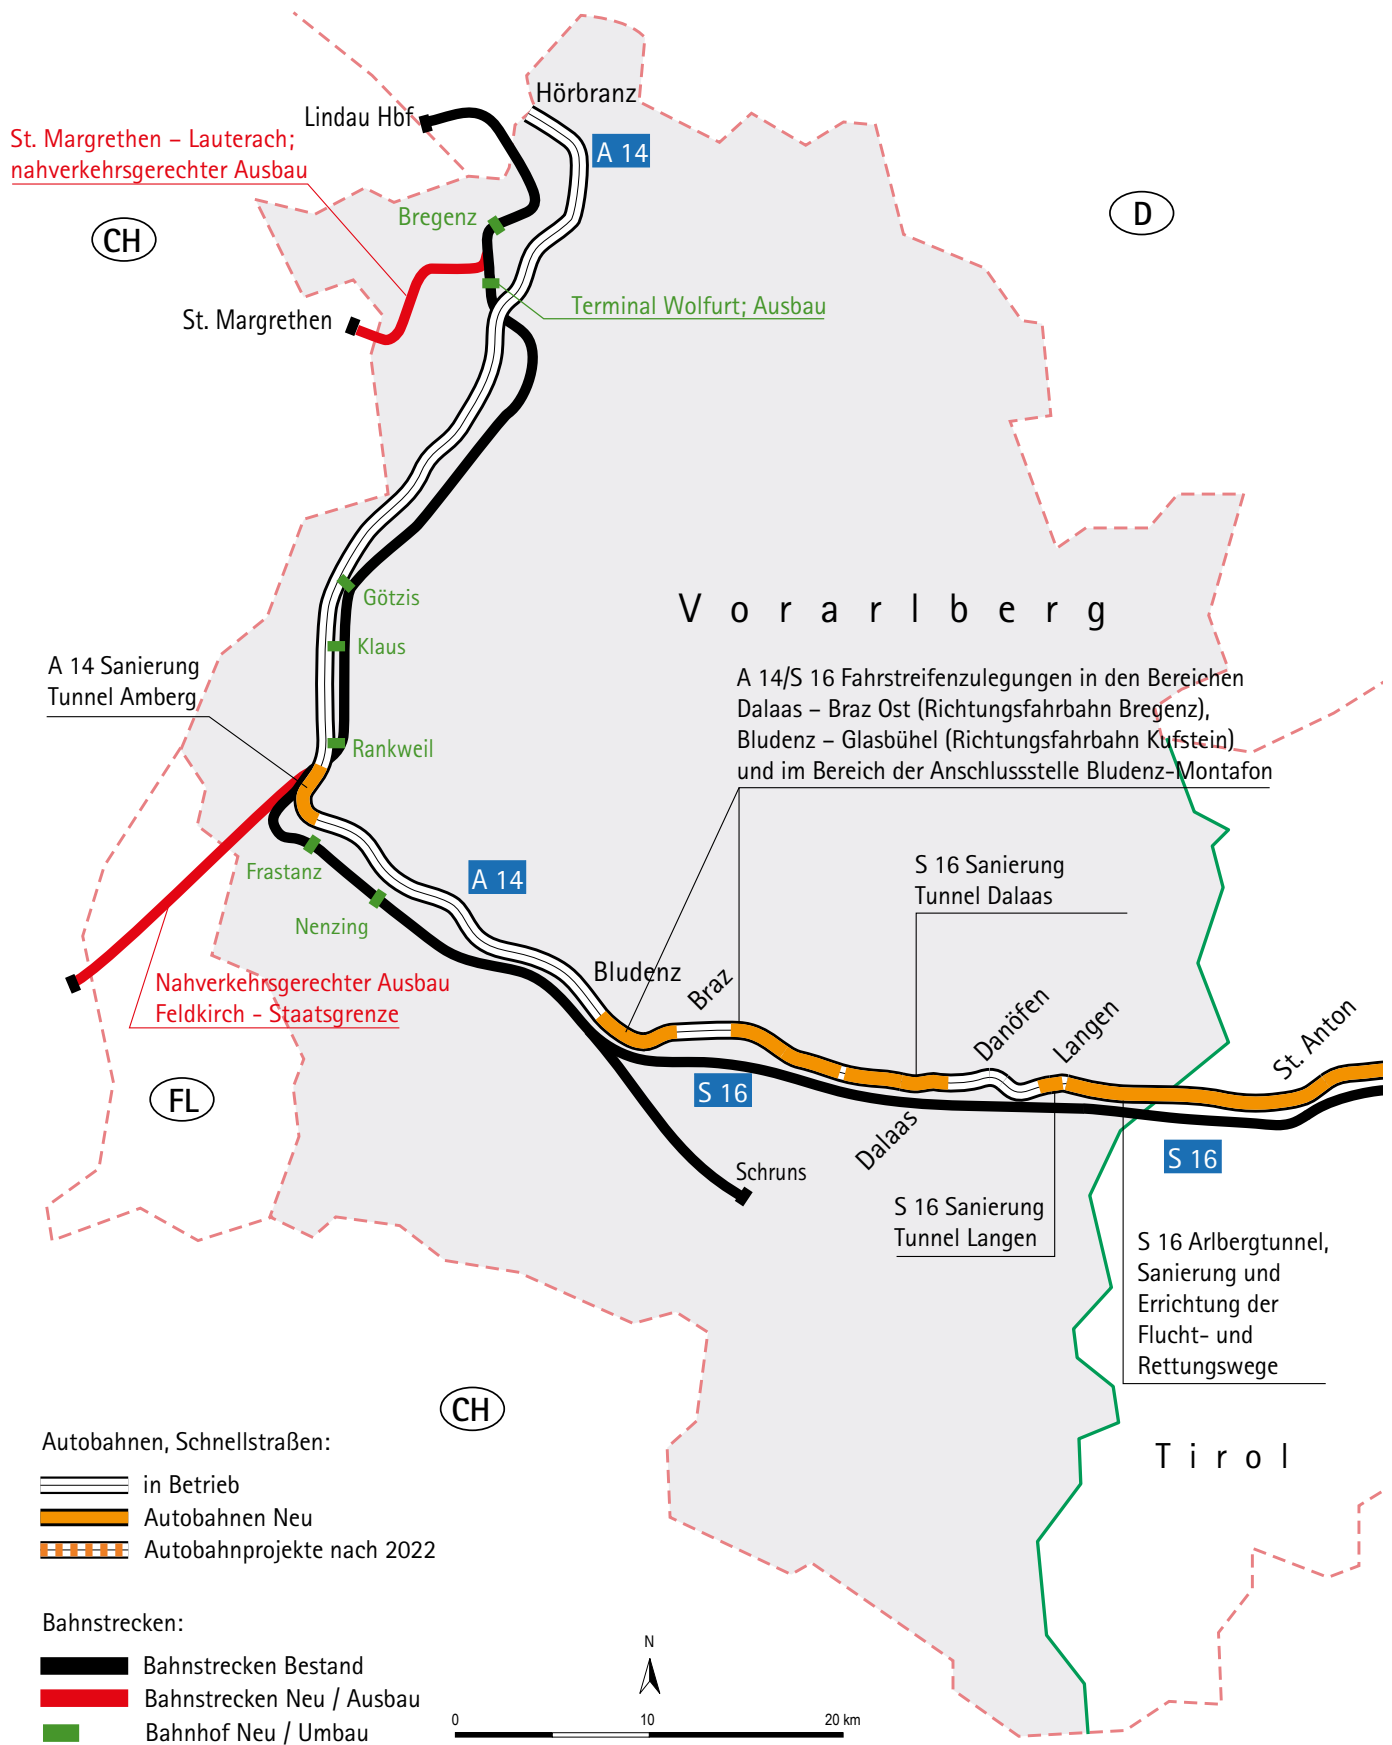 Hörbranz
Lindau Hbf
A 14
St. Margrethen – Lauterach;
nahverkehrsgerechter Ausbau
Bregenz
D
CH
Terminal Wolfurt; Ausbau
St. Margrethen
Götzis
Vorarlberg
Klaus
A 14 Sanierung
Tunnel Amberg
A 14/S 16 Fahrstreifenzulegungen in den Bereichen
Dalaas – Braz Ost (Richtungsfahrbahn Bregenz),
Bludenz – Glasbühel (Richtungsfahrbahn Kufstein)
und im Bereich der Anschlussstelle Bludenz-Montafon
Rankweil
Frastanz
A 14
S 16 Sanierung
Tunnel Dalaas
Nenzing
Bludenz
Braz
Danöfen
Langen
St. Anton
Nahverkehrsgerechter Ausbau
Feldkirch - Staatsgrenze
FL
S 16
Dalaas
S 16
Schruns
S 16 Sanierung
Tunnel Langen
S 16 Arlbergtunnel,
Sanierung und
Errichtung der
Flucht- und
Rettungswege
CH
Tirol
Autobahnen, Schnellstraßen:
in Betrieb
Autobahnen Neu
Autobahnprojekte nach 2022
Bahnstrecken:
Bahnstrecken Bestand
Bahnstrecken Neu / Ausbau
Bahnhof Neu / Umbau
N
0 10 20 km